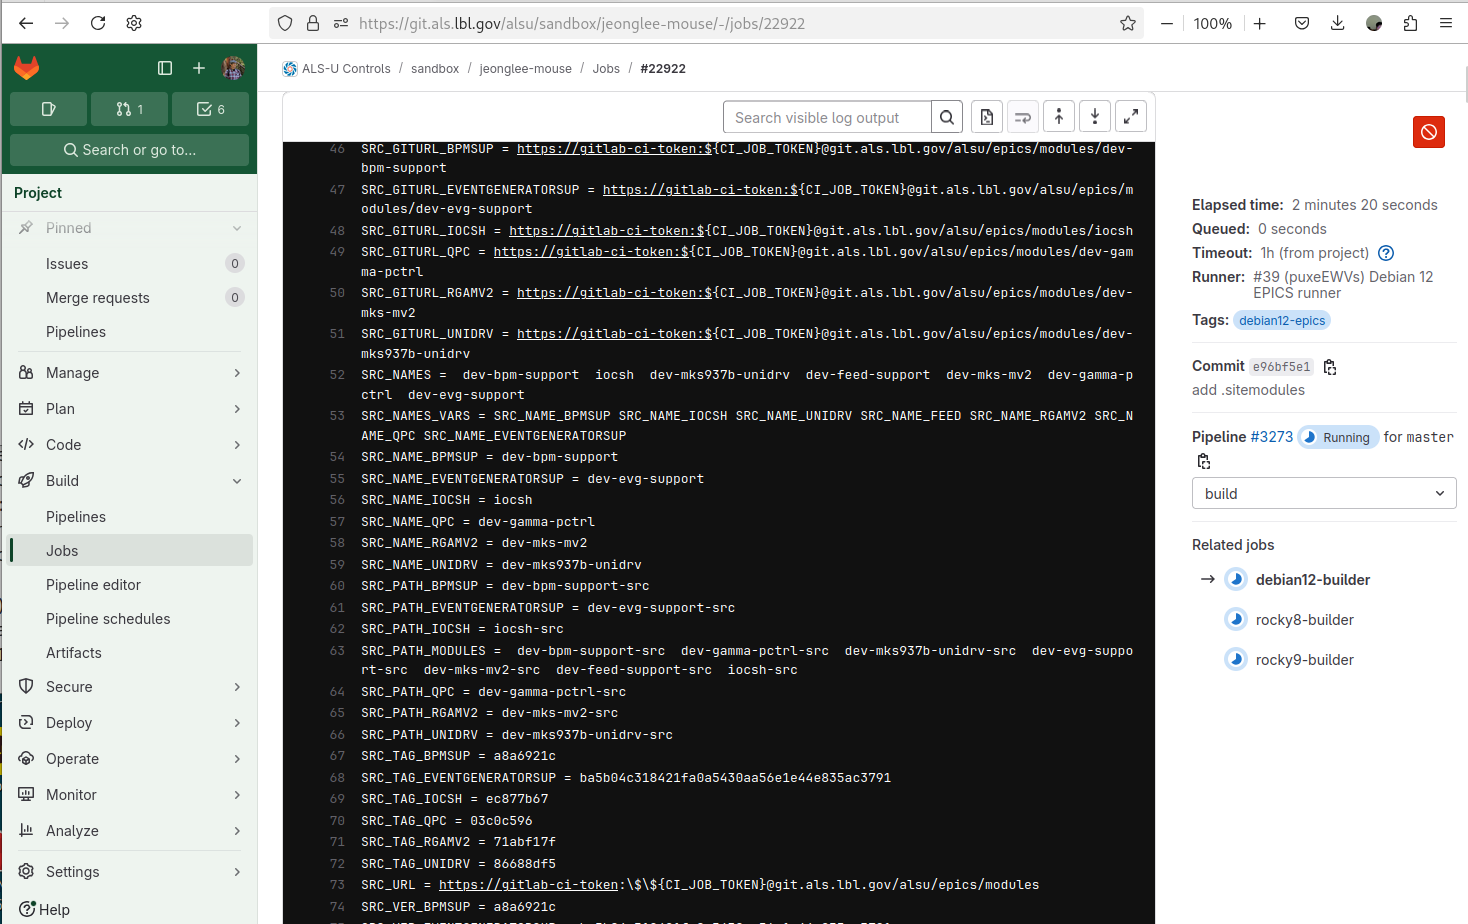 https://git.als.lbl.gov/alsu/sandbox/jeonglee-mouse/-/jobs/22922
100%
ALS-U Controls / sandbox / jeonglee-mouse / Jobs / #22922
1
6
Search or go to...
Project
Pinned
Issues 0
Merge requests 0
Pipelines
Manage
Plan
Code
Build
Pipelines
Jobs
Pipeline editor
Pipeline schedules
Artifacts
Secure
Deploy
Operate
Monitor
Analyze
Settings
Help
Search visible log output
46 SRC_GITURL_BPMSUP = https://gitlab-ci-token:${CI_JOB_TOKEN}@git.als.lbl.gov/alsu/epics/modules/dev-
bpm-support
47 SRC_GITURL_EVENTGENERATORSUP = https://gitlab-ci-token:${CI_JOB_TOKEN}@git.als.lbl.gov/alsu/epics/m
odules/dev-evg-support
48 SRC_GITURL_IOCSH = https://gitlab-ci-token:${CI_JOB_TOKEN}@git.als.lbl.gov/alsu/epics/modules/iocsh
49 SRC_GITURL_QPC = https://gitlab-ci-token:${CI_JOB_TOKEN}@git.als.lbl.gov/alsu/epics/modules/dev-gam
ma-pctrl
50 SRC_GITURL_RGAMV2 = https://gitlab-ci-token:${CI_JOB_TOKEN}@git.als.lbl.gov/alsu/epics/modules/dev-
mks-mv2
51 SRC_GITURL_UNIDRV = https://gitlab-ci-token:${CI_JOB_TOKEN}@git.als.lbl.gov/alsu/epics/modules/dev-
mks937b-unidrv
52 SRC_NAMES =  dev-bpm-support  iocsh  dev-mks937b-unidrv  dev-feed-support  dev-mks-mv2  dev-gamma-p
ctrl  dev-evg-support
53 SRC_NAMES_VARS = SRC_NAME_BPMSUP SRC_NAME_IOCSH SRC_NAME_UNIDRV SRC_NAME_FEED SRC_NAME_RGAMV2 SRC_N
AME_QPC SRC_NAME_EVENTGENERATORSUP
54 SRC_NAME_BPMSUP = dev-bpm-support
55 SRC_NAME_EVENTGENERATORSUP = dev-evg-support
56 SRC_NAME_IOCSH = iocsh
57 SRC_NAME_QPC = dev-gamma-pctrl
58 SRC_NAME_RGAMV2 = dev-mks-mv2
59 SRC_NAME_UNIDRV = dev-mks937b-unidrv
60 SRC_PATH_BPMSUP = dev-bpm-support-src
61 SRC_PATH_EVENTGENERATORSUP = dev-evg-support-src
62 SRC_PATH_IOCSH = iocsh-src
63 SRC_PATH_MODULES =  dev-bpm-support-src  dev-gamma-pctrl-src  dev-mks937b-unidrv-src  dev-evg-suppo
rt-src  dev-mks-mv2-src  dev-feed-support-src  iocsh-src
64 SRC_PATH_QPC = dev-gamma-pctrl-src
65 SRC_PATH_RGAMV2 = dev-mks-mv2-src
66 SRC_PATH_UNIDRV = dev-mks937b-unidrv-src
67 SRC_TAG_BPMSUP = a8a6921c
68 SRC_TAG_EVENTGENERATORSUP = ba5b04c318421fa0a5430aa56e1e44e835ac3791
69 SRC_TAG_IOCSH = ec877b67
70 SRC_TAG_QPC = 03c0c596
71 SRC_TAG_RGAMV2 = 71abf17f
72 SRC_TAG_UNIDRV = 86688df5
73 SRC_URL = https://gitlab-ci-token:\$\${CI_JOB_TOKEN}@git.als.lbl.gov/alsu/epics/modules
74 SRC_VER_BPMSUP = a8a6921c
Elapsed time: 2 minutes 20 seconds
Queued: 0 seconds
Timeout: 1h (from project)
Runner: #39 (puxeEWVs) Debian 12
EPICS runner
Tags: debian12-epics
Commit e96bf5e1
add .sitemodules
Pipeline #3273 Running for master
build
Related jobs
debian12-builder
rocky8-builder
rocky9-builder